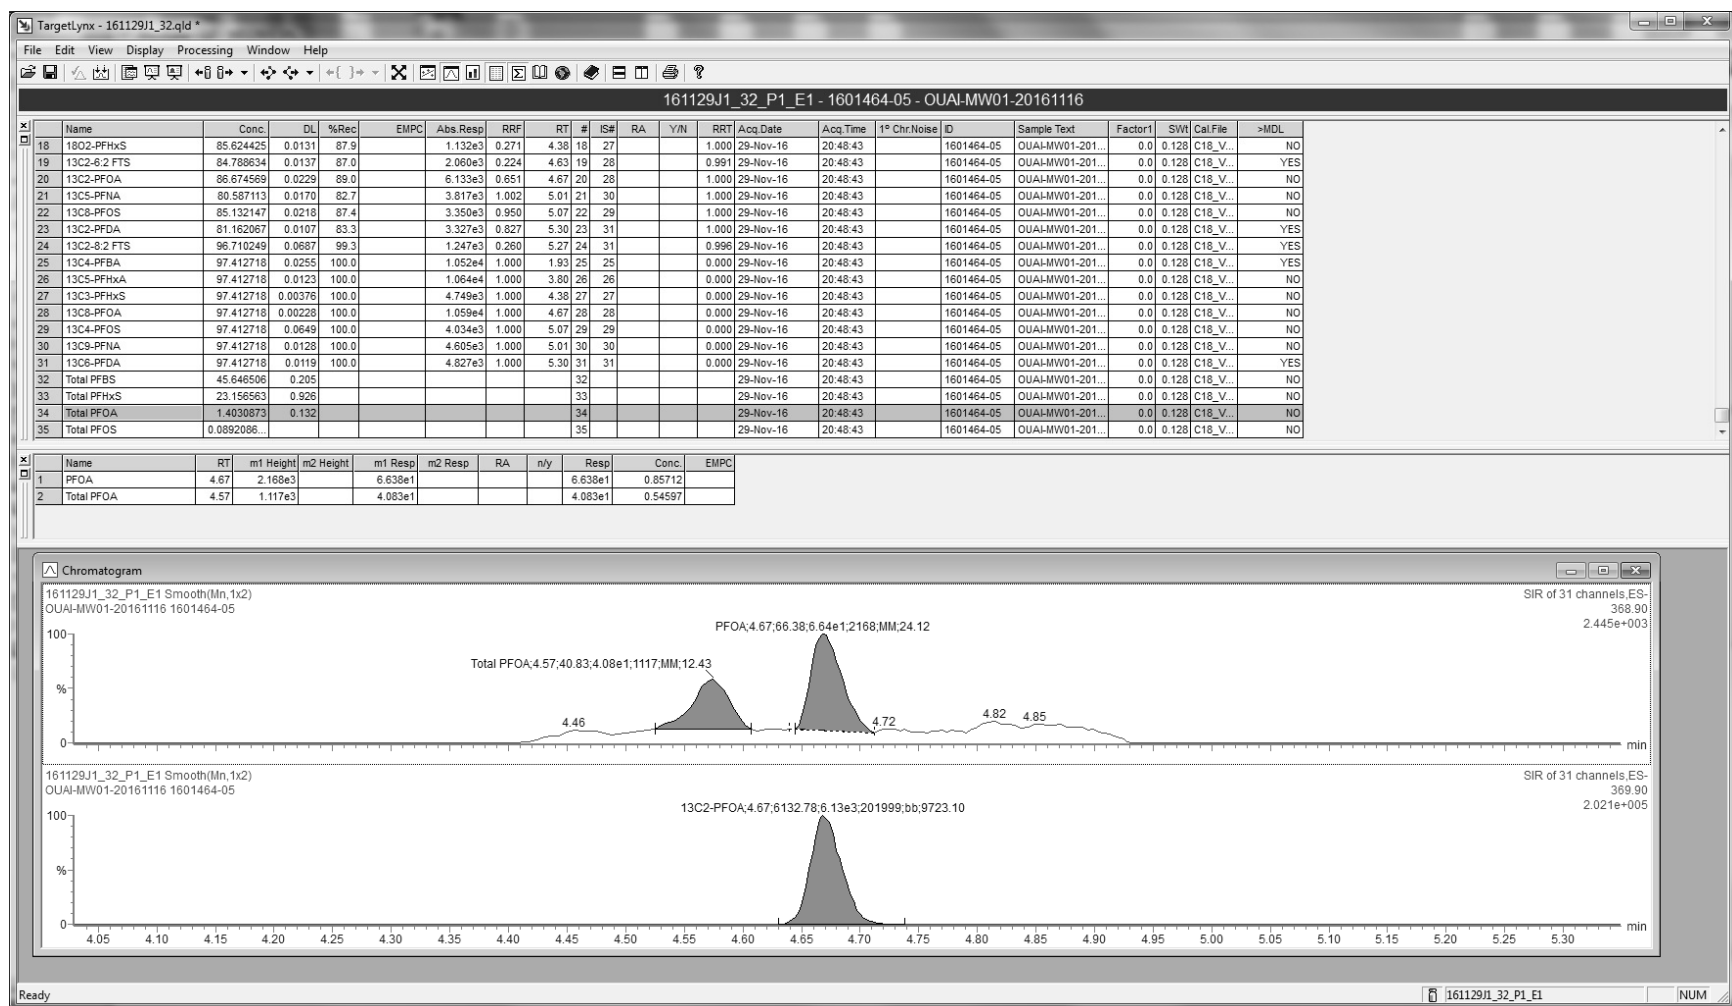 TargetLynx - 161129J1_32.qld *
File Edit View Display Processing Window Help
161129J1_32_P1_E1 - 1601464-05 - OUAI-MW01-20161116
Name Conc. DL %Rec EMPC Abs.Resp RRF RT # IS# RA Y/N RRT Acq.Date Acq.Time 1° Chr.Noise ID Sample Text Factor1 SWt Cal.File >MDL
18 18O2-PFHxS 85.624425 0.0131 87.9 1.132e3 0.271 4.38 18 27 1.000 29-Nov-16 20:48:43 1601464-05 OUAI-MW01-201... 0.0 0.128 C18_V... NO
19 13C2-6:2 FTS 84.788634 0.0137 87.0 2.060e3 0.224 4.63 19 28 0.991 29-Nov-16 20:48:43 1601464-05 OUAI-MW01-201... 0.0 0.128 C18_V... YES
20 13C2-PFOA 86.674569 0.0229 89.0 6.133e3 0.651 4.67 20 28 1.000 29-Nov-16 20:48:43 1601464-05 OUAI-MW01-201... 0.0 0.128 C18_V... NO
21 13C5-PFNA 80.587113 0.0170 82.7 3.817e3 1.002 5.01 21 30 1.000 29-Nov-16 20:48:43 1601464-05 OUAI-MW01-201... 0.0 0.128 C18_V... NO
22 13C8-PFOS 85.132147 0.0218 87.4 3.350e3 0.950 5.07 22 29 1.000 29-Nov-16 20:48:43 1601464-05 OUAI-MW01-201... 0.0 0.128 C18_V... NO
23 13C2-PFDA 81.162067 0.0107 83.3 3.327e3 0.827 5.30 23 31 1.000 29-Nov-16 20:48:43 1601464-05 OUAI-MW01-201... 0.0 0.128 C18_V... YES
24 13C2-8:2 FTS 96.710249 0.0687 99.3 1.247e3 0.260 5.27 24 31 0.996 29-Nov-16 20:48:43 1601464-05 OUAI-MW01-201... 0.0 0.128 C18_V... YES
25 13C4-PFBA 97.412718 0.0255 100.0 1.052e4 1.000 1.93 25 25 0.000 29-Nov-16 20:48:43 1601464-05 OUAI-MW01-201... 0.0 0.128 C18_V... YES
26 13C5-PFHxA 97.412718 0.0123 100.0 1.064e4 1.000 3.80 26 26 0.000 29-Nov-16 20:48:43 1601464-05 OUAI-MW01-201... 0.0 0.128 C18_V... NO
27 13C3-PFHxS 97.412718 0.00376 100.0 4.749e3 1.000 4.38 27 27 0.000 29-Nov-16 20:48:43 1601464-05 OUAI-MW01-201... 0.0 0.128 C18_V... NO
28 13C8-PFOA 97.412718 0.00228 100.0 1.059e4 1.000 4.67 28 28 0.000 29-Nov-16 20:48:43 1601464-05 OUAI-MW01-201... 0.0 0.128 C18_V... NO
29 13C4-PFOS 97.412718 0.0649 100.0 4.034e3 1.000 5.07 29 29 0.000 29-Nov-16 20:48:43 1601464-05 OUAI-MW01-201... 0.0 0.128 C18_V... NO
30 13C9-PFNA 97.412718 0.0128 100.0 4.605e3 1.000 5.01 30 30 0.000 29-Nov-16 20:48:43 1601464-05 OUAI-MW01-201... 0.0 0.128 C18_V... NO
31 13C6-PFDA 97.412718 0.0119 100.0 4.827e3 1.000 5.30 31 31 0.000 29-Nov-16 20:48:43 1601464-05 OUAI-MW01-201... 0.0 0.128 C18_V... YES
32 Total PFBS 45.646506 0.205 32 29-Nov-16 20:48:43 1601464-05 OUAI-MW01-201... 0.0 0.128 C18_V... NO
33 Total PFHxS 23.156563 0.926 33 29-Nov-16 20:48:43 1601464-05 OUAI-MW01-201... 0.0 0.128 C18_V... NO
34 Total PFOA 1.4030873 0.132 34 29-Nov-16 20:48:43 1601464-05 OUAI-MW01-201... 0.0 0.128 C18_V... NO
35 Total PFOS 0.0892086... 35 29-Nov-16 20:48:43 1601464-05 OUAI-MW01-201... 0.0 0.128 C18_V... NO
Name RT m1 Height m2 Height m1 Resp m2 Resp RA n/y Resp Conc. EMPC
1 PFOA 4.67 2.168e3 6.638e1 6.638e1 0.85712
2 Total PFOA 4.57 1.117e3 4.083e1 4.083e1 0.54597
Chromatogram
161129J1_32_P1_E1 Smooth(Mn,1x2) SIR of 31 channels,ES-
OUAI-MW01-20161116 1601464-05 368.90
2.445e+003
100
PFOA;4.67;66.38;6.64e1;2168;MM;24.12
Total PFOA;4.57;40.83;4.08e1;1117;MM;12.43
%
4.46 4.72 4.82 4.85
0
min
161129J1_32_P1_E1 Smooth(Mn,1x2) SIR of 31 channels,ES-
OUAI-MW01-20161116 1601464-05 369.90
2.021e+005
13C2-PFOA;4.67;6132.78;6.13e3;201999;bb;9723.10
100
%
0
min
4.05 4.10 4.15 4.20 4.25 4.30 4.35 4.40 4.45 4.50 4.55 4.60 4.65 4.70 4.75 4.80 4.85 4.90 4.95 5.00 5.05 5.10 5.15 5.20 5.25 5.30
Ready 161129J1_32_P1_E1 NUM